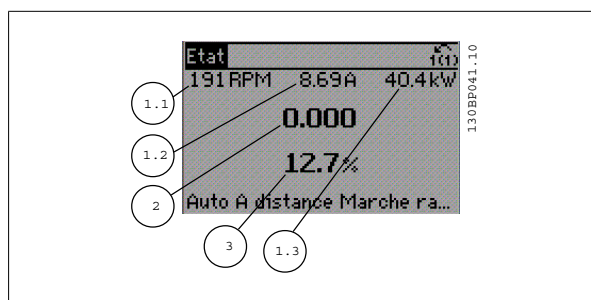 Etat 1(1)
191 RPM 8.69A 40.4kW
0.000
12.7%
Auto A distance Marche ra...
1.1
1.2
2
3
1.3
130BP041.10